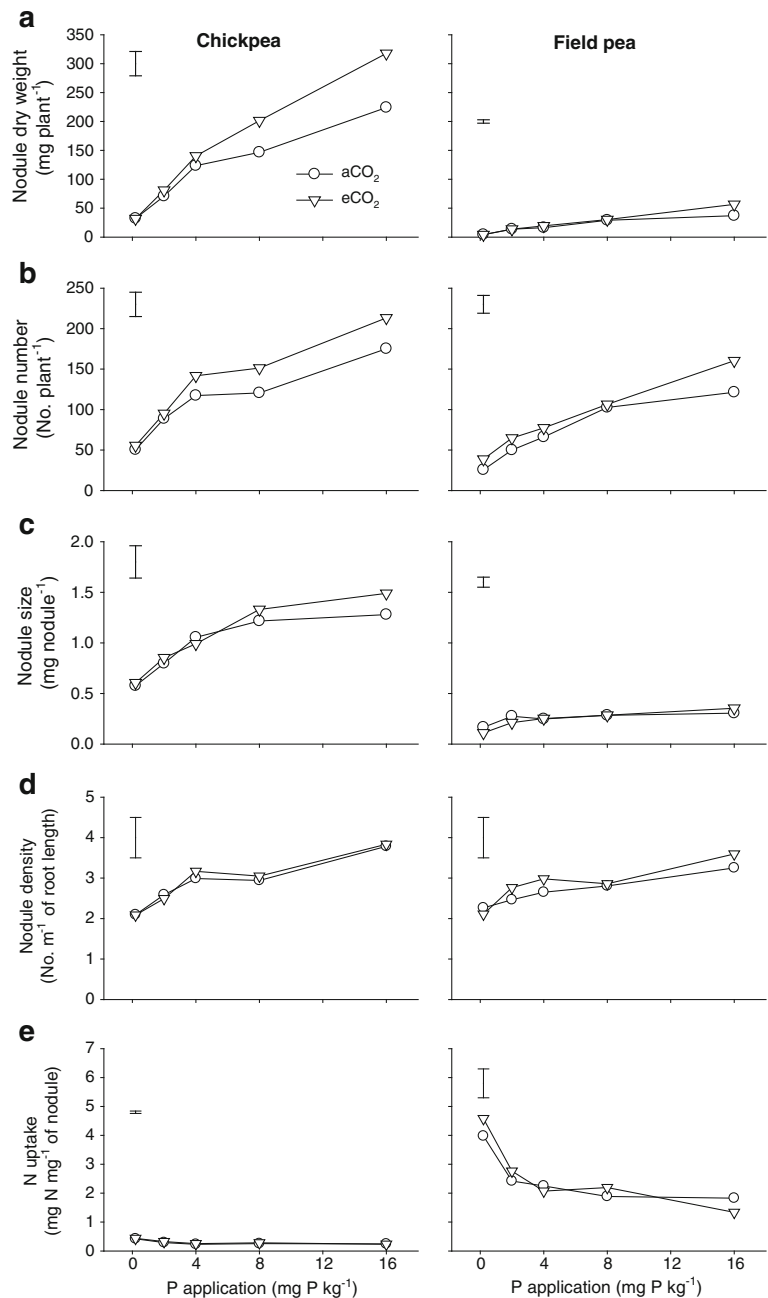 a
Chickpea
Field pea
Nodule dry weight
(mg plant⁻¹)
350
300
250
200
150
100
50
0
aCO₂
eCO₂
b
Nodule number
(No. plant⁻¹)
250
200
150
100
50
0
c
Nodule size
(mg nodule⁻¹)
2.0
1.5
1.0
0.5
0.0
d
Nodule density
(No. m⁻¹ of root length)
5
4
3
2
1
0
e
N uptake
(mg N mg⁻¹ of nodule)
7
6
5
4
3
2
1
0
0 4 8 12 16
0 4 8 12 16
P application (mg P kg⁻¹)
P application (mg P kg⁻¹)